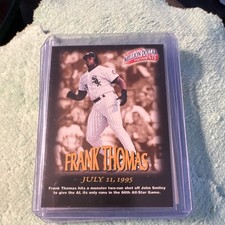 FRANK THOMAS
JULY 11, 1995
Frank Thomas hits a monster two-run shot off John Smiley
to give the AL its only runs in the 66th All-Star Game.